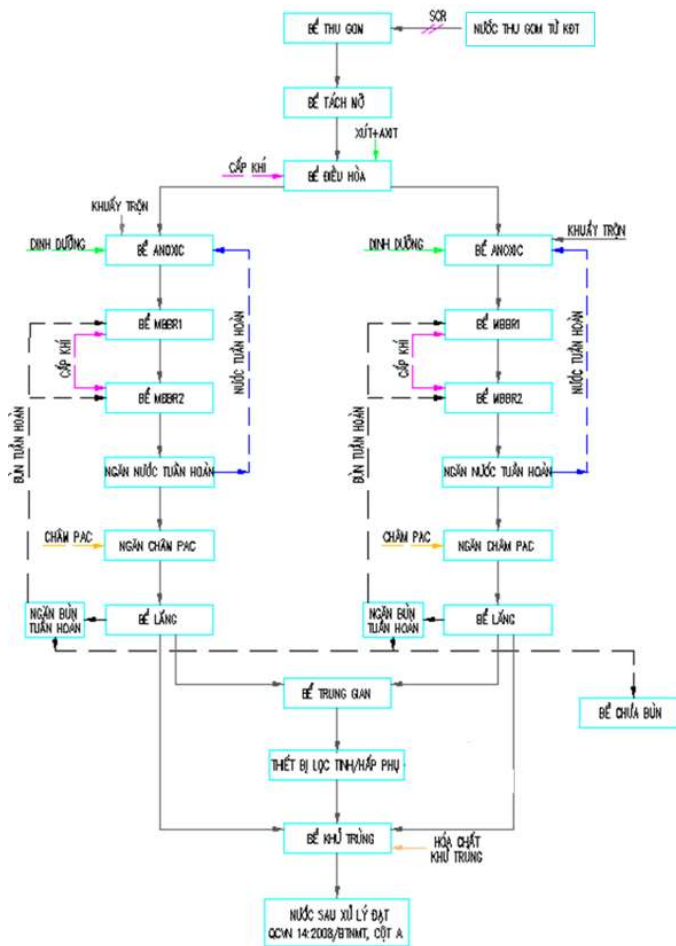 SCR
BỂ THU GOM
NƯỚC THU GOM TỪ KĐT
BỂ TÁCH MỠ
XÚT+AXIT
CẤP KHÍ
BỂ ĐIỀU HÒA
KHUẤY TRỘN
DINH DƯỠNG
BỂ ANOXIC
DINH DƯỠNG
BỂ ANOXIC
KHUẤY TRỘN
BỂ MBBR1
CẤP KHÍ
BỂ MBBR2
NƯỚC TUẦN HOÀN
BÙN TUẦN HOÀN
BỂ MBBR1
CẤP KHÍ
BỂ MBBR2
NƯỚC TUẦN HOÀN
BÙN TUẦN HOÀN
NGĂN NƯỚC TUẦN HOÀN
NGĂN NƯỚC TUẦN HOÀN
CHÂM PAC
NGĂN CHÂM PAC
CHÂM PAC
NGĂN CHÂM PAC
NGĂN BÙN
TUẦN HOÀN
BỂ LẮNG
NGĂN BÙN
TUẦN HOÀN
BỂ LẮNG
BỂ TRUNG GIAN
BỂ CHƯA BÙN
THIẾT BỊ LỌC TINH/HẤP PHỤ
BỂ KHỬ TRÙNG
HÓA CHẤT
KHỬ TRUNG
NƯỚC SAU XỬ LÝ ĐẠT
QCVN 14:2008/BTNMT, CỘT A